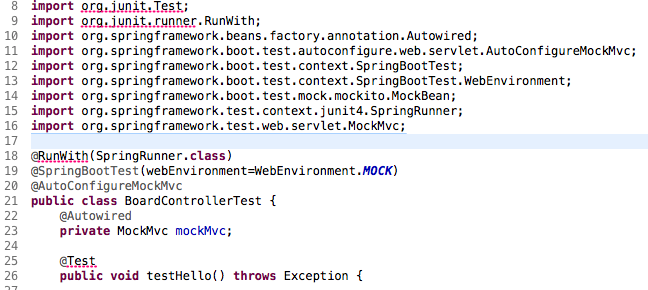 8 import org.junit.Test;
9 import org.junit.runner.RunWith;
10 import org.springframework.beans.factory.annotation.Autowired;
11 import org.springframework.boot.test.autoconfigure.web.servlet.AutoConfigureMockMvc;
12 import org.springframework.boot.test.context.SpringBootTest;
13 import org.springframework.boot.test.context.SpringBootTest.WebEnvironment;
14 import org.springframework.boot.test.mock.mockito.MockBean;
15 import org.springframework.test.context.junit4.SpringRunner;
16 import org.springframework.test.web.servlet.MockMvc;
17
18 @RunWith(SpringRunner.class)
19 @SpringBootTest(webEnvironment=WebEnvironment.MOCK)
20 @AutoConfigureMockMvc
21 public class BoardControllerTest {
22     @Autowired
23     private MockMvc mockMvc;
24
25     @Test
26     public void testHello() throws Exception {
27